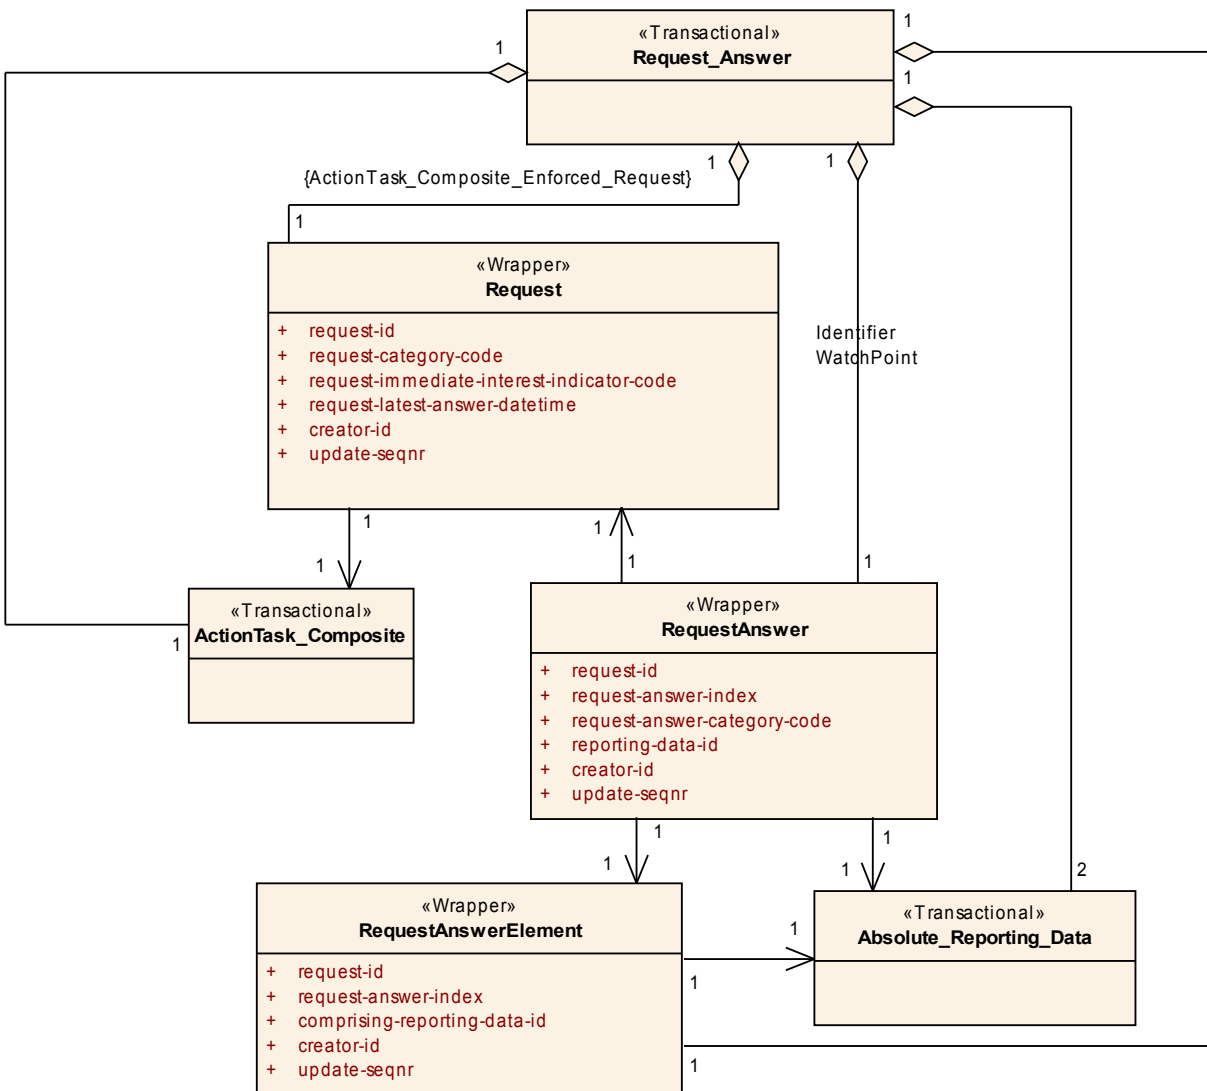 1
«Transactional»
Request_Answer
1
1
1
1
{ActionTask_Composite_Enforced_Request}
1
«Wrapper»
Request
+ request-id
+ request-category-code
+ request-immediate-interest-indicator-code
+ request-latest-answer-datetime
+ creator-id
+ update-seqnr
Identifier
WatchPoint
1
1
1
1
1
«Transactional»
ActionTask_Composite
1
«Wrapper»
RequestAnswer
+ request-id
+ request-answer-index
+ request-answer-category-code
+ reporting-data-id
+ creator-id
+ update-seqnr
1
1
1
1
2
«Wrapper»
RequestAnswerElement
+ request-id
+ request-answer-index
+ comprising-reporting-data-id
+ creator-id
+ update-seqnr
1
1
1
«Transactional»
Absolute_Reporting_Data